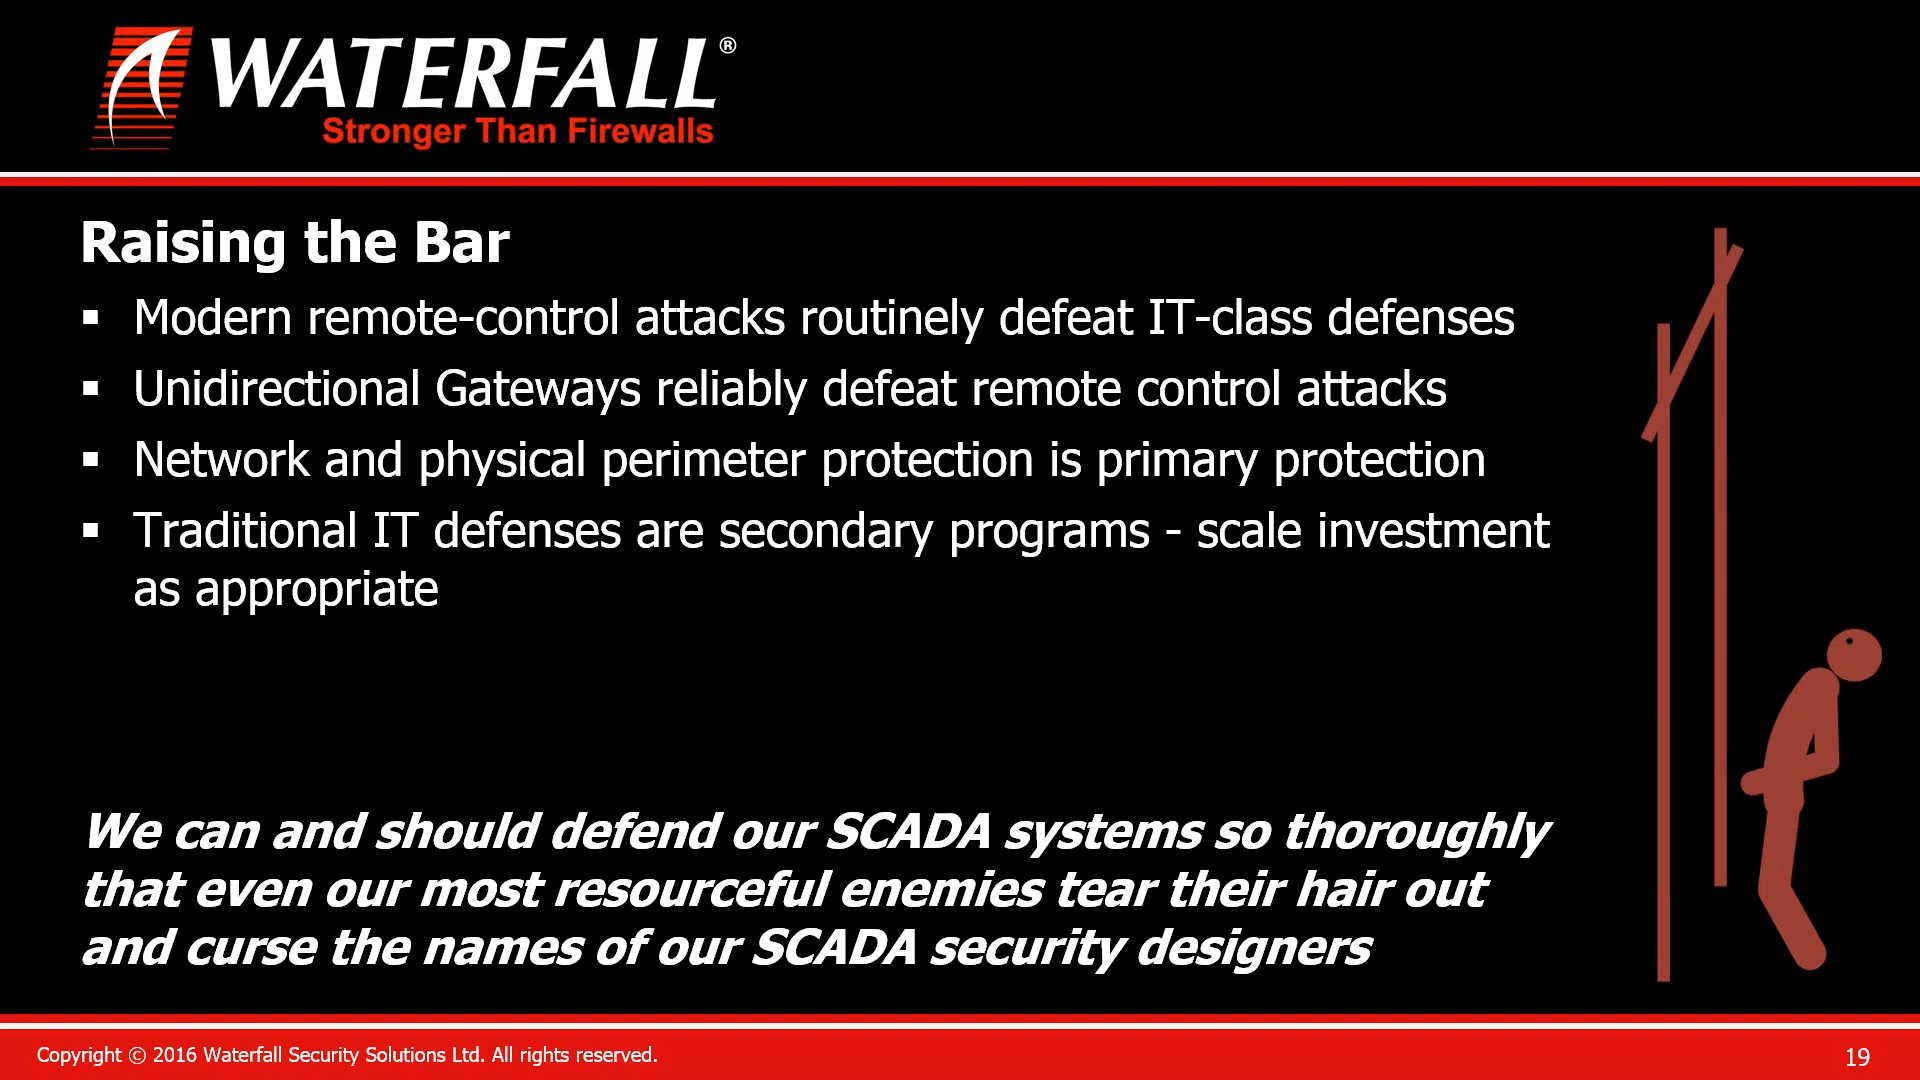 WATERFALL®
Stronger Than Firewalls
Raising the Bar
▪ Modern remote-control attacks routinely defeat IT-class defenses
▪ Unidirectional Gateways reliably defeat remote control attacks
▪ Network and physical perimeter protection is primary protection
▪ Traditional IT defenses are secondary programs - scale investment
as appropriate
We can and should defend our SCADA systems so thoroughly
that even our most resourceful enemies tear their hair out
and curse the names of our SCADA security designers
Copyright © 2016 Waterfall Security Solutions Ltd. All rights reserved.
19